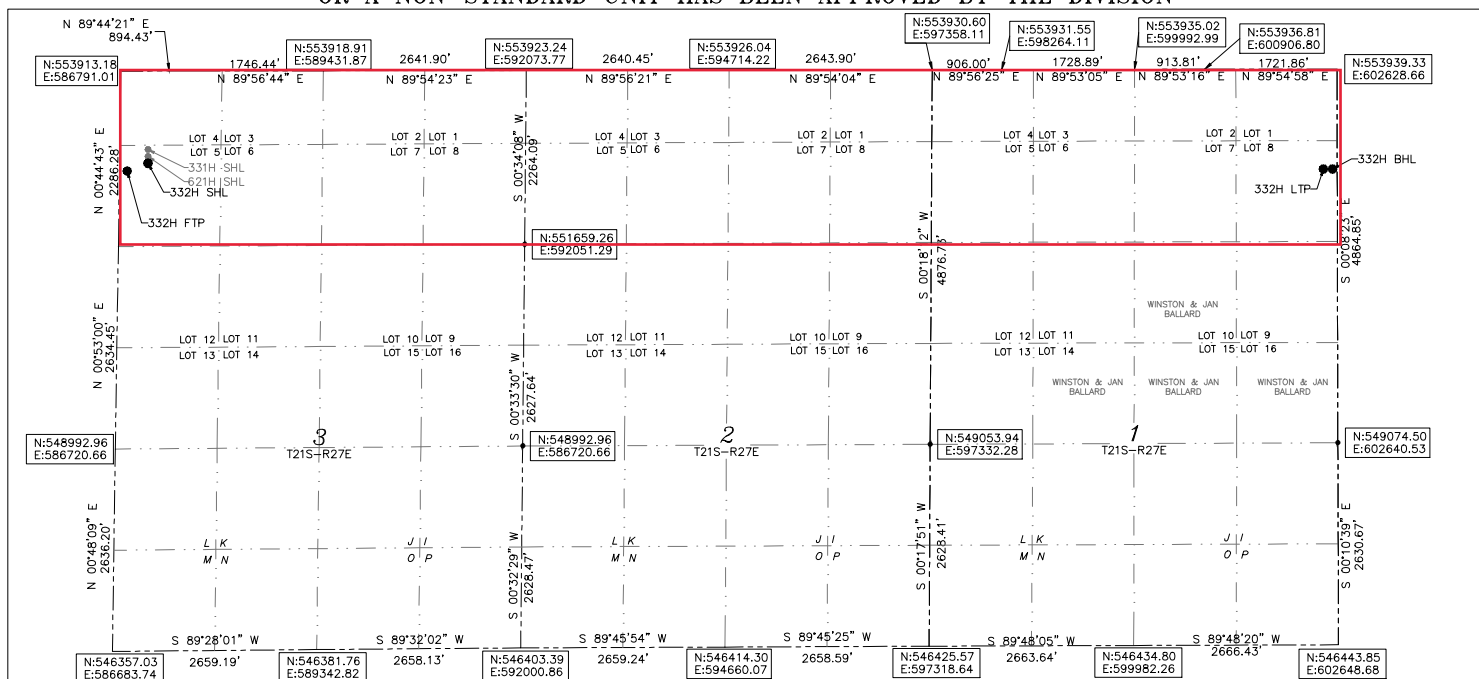 OR A NON-STANDARD UNIT HAS BEEN APPROVED BY THE DIVISION
N 89°44'21" E
894.43'
N:553913.18
E:586791.01
1746.44'
N 89°56'44" E
N:553918.91
E:589431.87
2641.90'
N 89°54'23" E
N:553923.24
E:592073.77
2640.45'
N 89°56'21" E
N:553926.04
E:594714.22
2643.90'
N 89°54'04" E
N:553930.60
E:597358.11
906.00'
N 89°56'25" E
N:553931.55
E:598264.11
1728.89'
N 89°53'05" E
N:553935.02
E:599992.99
913.81'
N 89°53'16" E
N:553936.81
E:600906.80
1721.86'
N 89°54'58" E
N:553939.33
E:602628.66
LOT 4 LOT 3
LOT 5 LOT 6
LOT 2 LOT 1
LOT 7 LOT 8
LOT 4 LOT 3
LOT 5 LOT 6
LOT 2 LOT 1
LOT 7 LOT 8
LOT 4 LOT 3
LOT 5 LOT 6
LOT 2 LOT 1
LOT 7 LOT 8
N 00°44'43" E
2286.28'
331H SHL
621H SHL
332H SHL
332H FTP
S 00°34'08" W
2264.09'
332H BHL
332H LTP
N:551659.26
E:592051.29
4876.73'
S 00°08'23" E
4864.85'
WINSTON & JAN
BALLARD
N 00°53'00" E
2634.45'
LOT 12 LOT 11
LOT 13 LOT 14
LOT 10 LOT 9
LOT 15 LOT 16
LOT 12 LOT 11
LOT 13 LOT 14
LOT 10 LOT 9
LOT 15 LOT 16
LOT 12 LOT 11
LOT 13 LOT 14
LOT 10 LOT 9
LOT 15 LOT 16
S 00°33'30" W
2627.64'
WINSTON & JAN
BALLARD
WINSTON & JAN
BALLARD
WINSTON & JAN
BALLARD
N:548992.96
E:586720.66
3
T21S-R27E
N:548992.96
E:586720.66
2
T21S-R27E
N:549053.94
E:597332.28
1
T21S-R27E
N:549074.50
E:602640.53
N 00°48'09" E
2636.20'
L K
M N
J I
O P
S 00°32'29" W
2628.47'
L K
M N
J I
O P
S 00°17'51" W
2628.41'
L K
M N
J I
O P
S 00°10'39" E
2630.67'
N:546357.03
E:586683.74
S 89°28'01" W
2659.19'
N:546381.76
E:589342.82
S 89°32'02" W
2658.13'
N:546403.39
E:592000.86
S 89°45'54" W
2659.24'
N:546414.30
E:594660.07
S 89°45'25" W
2658.59'
N:546425.57
E:597318.64
S 89°48'05" W
2663.64'
N:546434.80
E:599982.26
S 89°48'20" W
2666.43'
N:546443.85
E:602648.68